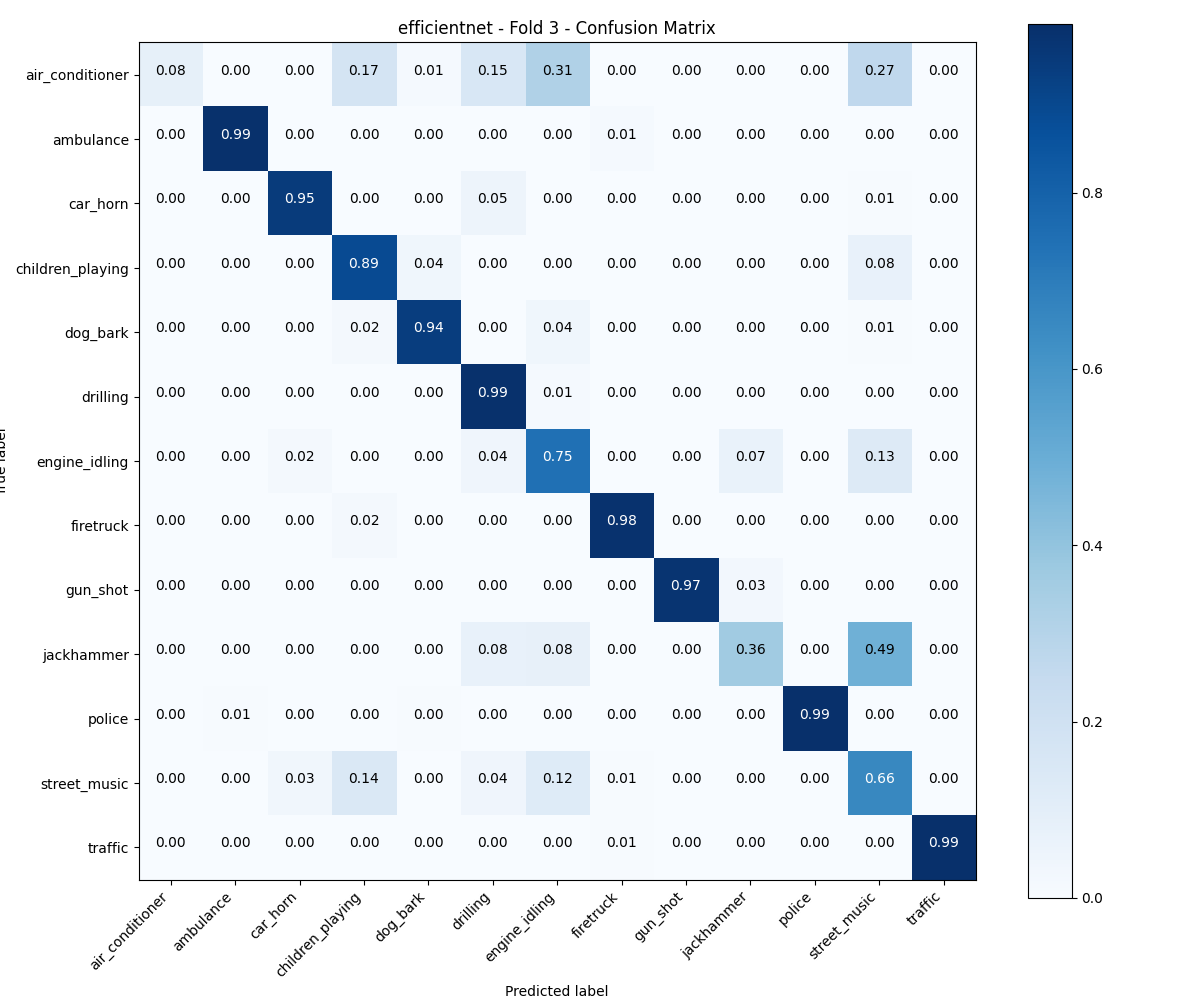 efficientnet - Fold 3 - Confusion Matrix
air_conditioner 0.08 0.00 0.00 0.17 0.01 0.15 0.31 0.00 0.00 0.00 0.00 0.27 0.00
ambulance 0.00 0.99 0.00 0.00 0.00 0.00 0.00 0.01 0.00 0.00 0.00 0.00 0.00
car_horn 0.00 0.00 0.95 0.00 0.00 0.05 0.00 0.00 0.00 0.00 0.00 0.01 0.00
children_playing 0.00 0.00 0.00 0.89 0.04 0.00 0.00 0.00 0.00 0.00 0.00 0.08 0.00
dog_bark 0.00 0.00 0.00 0.02 0.94 0.00 0.04 0.00 0.00 0.00 0.00 0.01 0.00
drilling 0.00 0.00 0.00 0.00 0.00 0.99 0.01 0.00 0.00 0.00 0.00 0.00 0.00
engine_idling 0.00 0.00 0.02 0.00 0.00 0.04 0.75 0.00 0.00 0.07 0.00 0.13 0.00
firetruck 0.00 0.00 0.00 0.02 0.00 0.00 0.00 0.98 0.00 0.00 0.00 0.00 0.00
gun_shot 0.00 0.00 0.00 0.00 0.00 0.00 0.00 0.00 0.97 0.03 0.00 0.00 0.00
jackhammer 0.00 0.00 0.00 0.00 0.00 0.08 0.08 0.00 0.00 0.36 0.00 0.49 0.00
police 0.00 0.01 0.00 0.00 0.00 0.00 0.00 0.00 0.00 0.00 0.99 0.00 0.00
street_music 0.00 0.00 0.03 0.14 0.00 0.04 0.12 0.01 0.00 0.00 0.00 0.66 0.00
traffic 0.00 0.00 0.00 0.00 0.00 0.00 0.00 0.01 0.00 0.00 0.00 0.00 0.99
air_conditioner ambulance car_horn children_playing dog_bark drilling engine_idling firetruck gun_shot jackhammer police street_music traffic
Predicted label
0.8
0.6
0.4
0.2
0.0